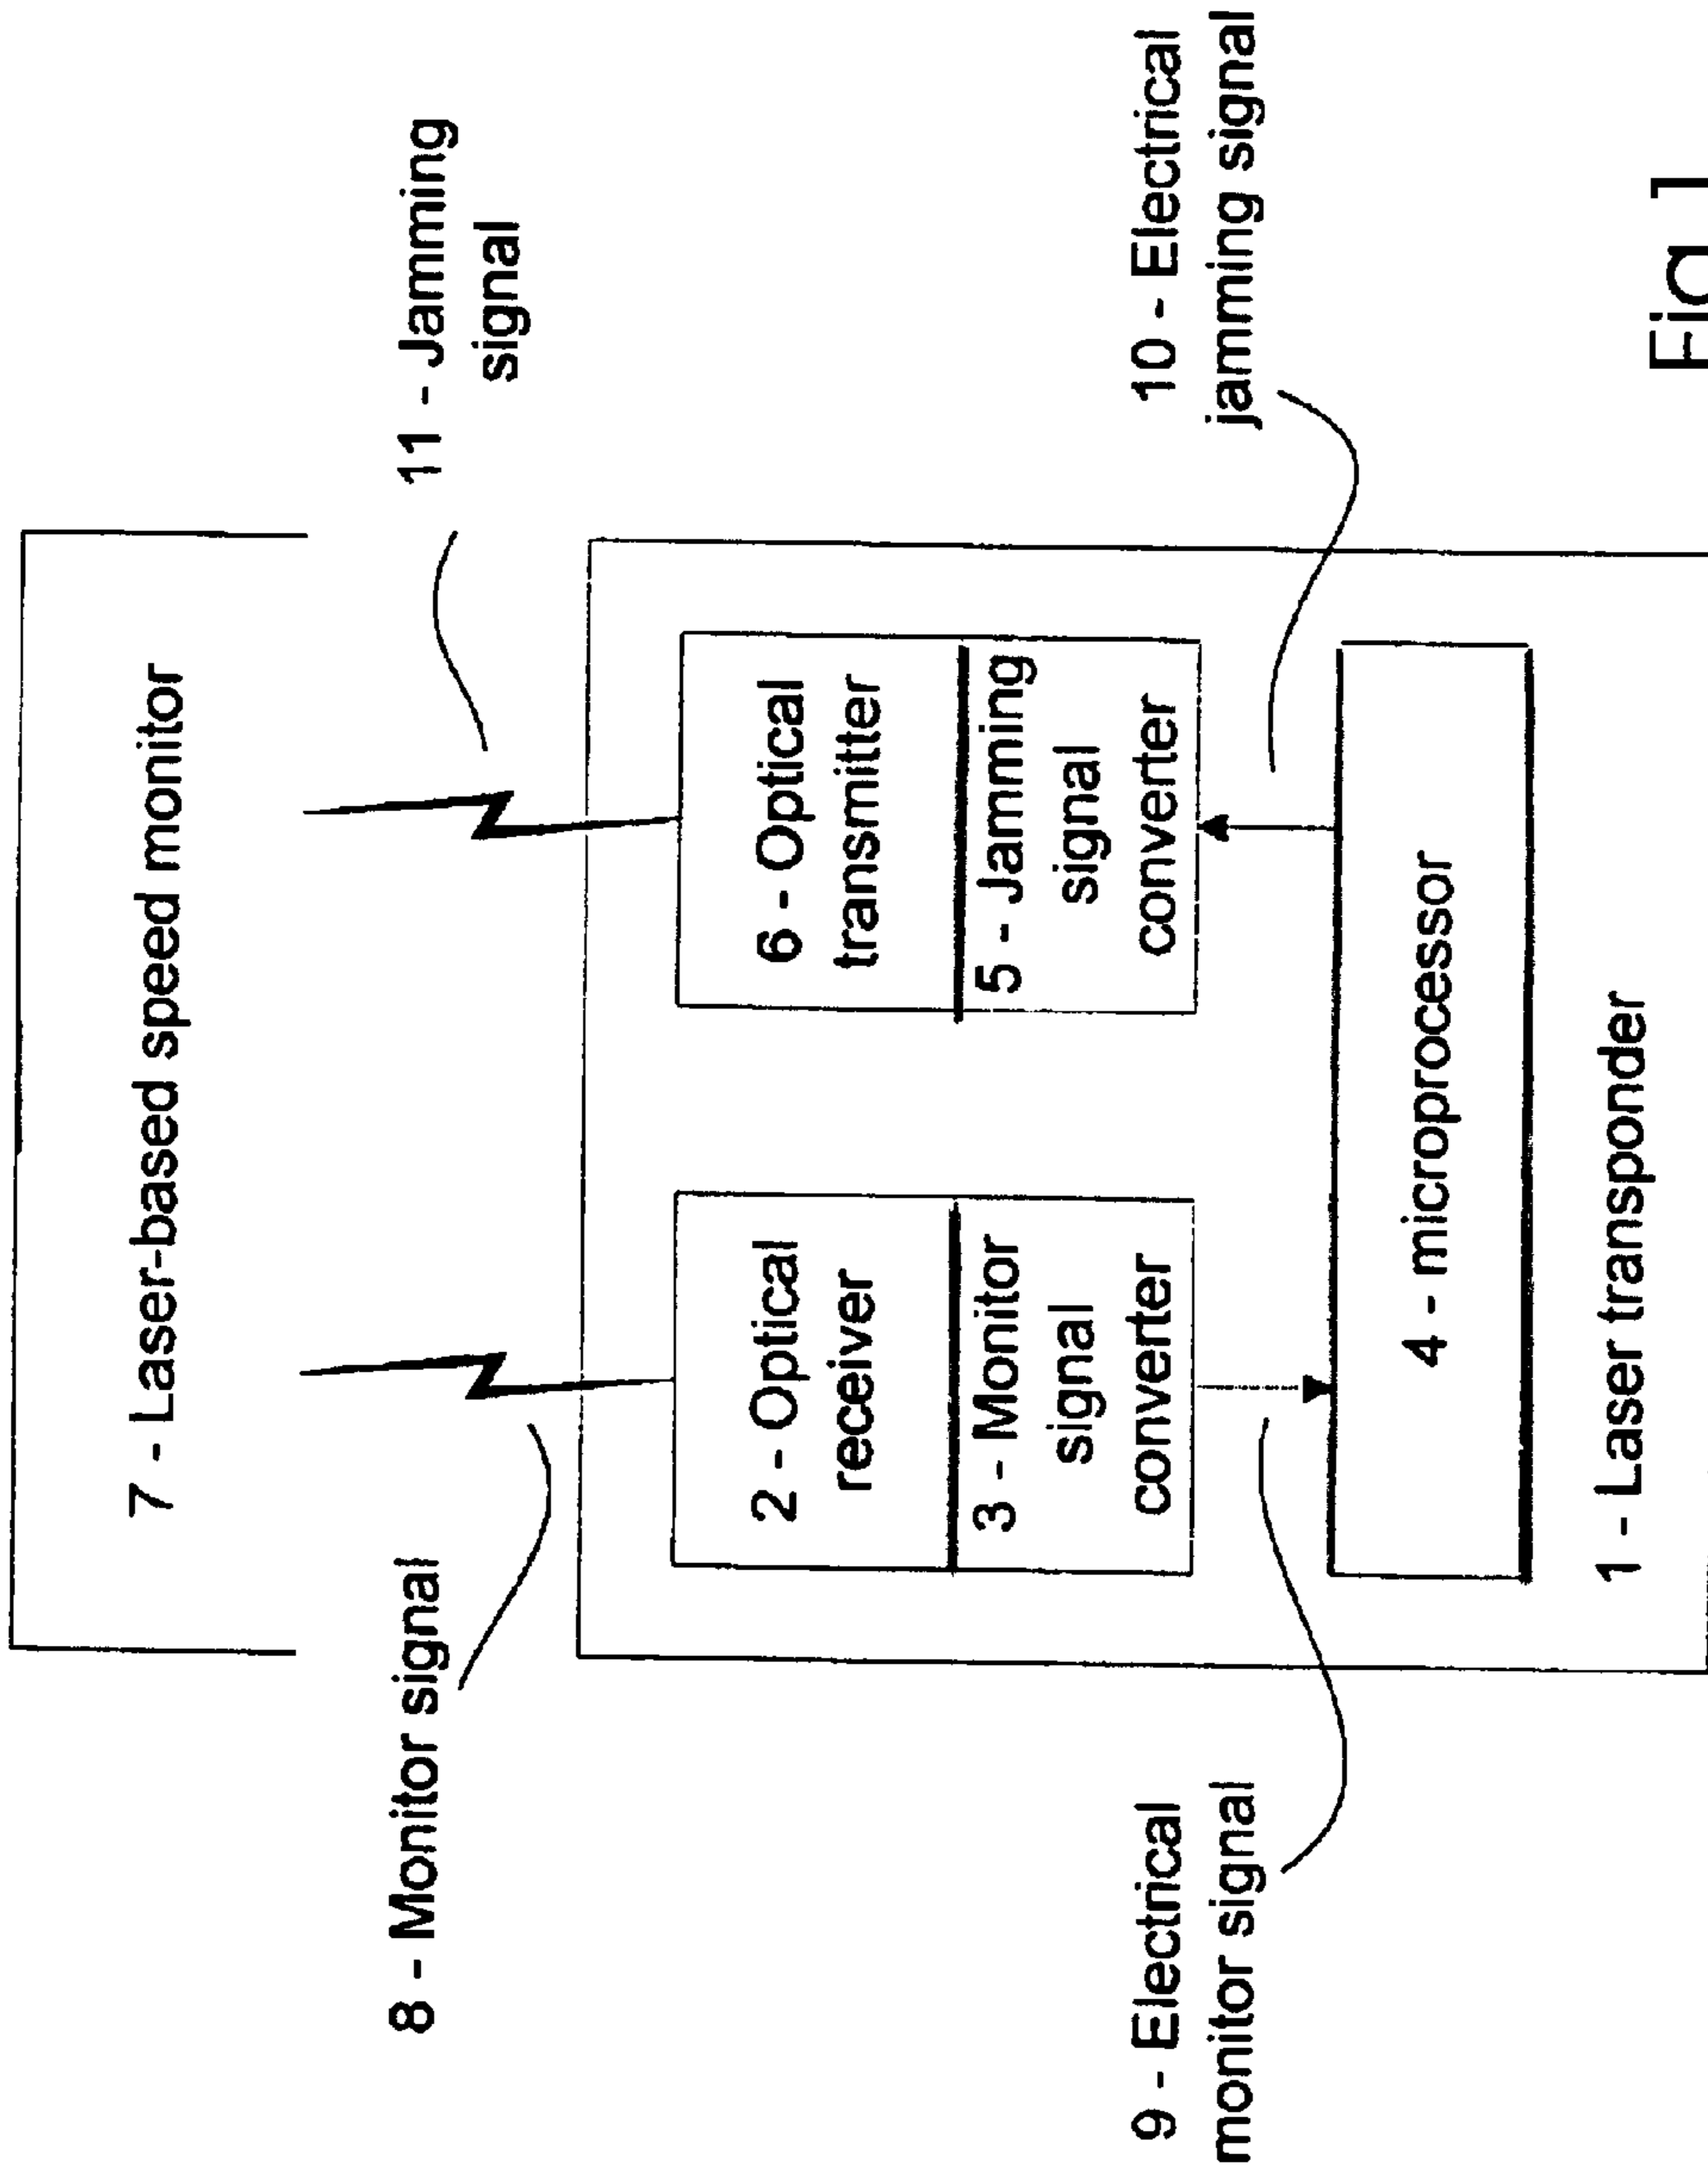 7 - Laser-based speed monitor
8 - Monitor signal
11 - Jamming
signal
2 - Optical
receiver
6 - Optical
transmitter
3 - Monitor
signal
converter
5 - Jamming
signal
converter
9 - Electrical
monitor signal
10 - Electrical
jamming signal
4 - microprocessor
1 - Laser transponder
Fig 1